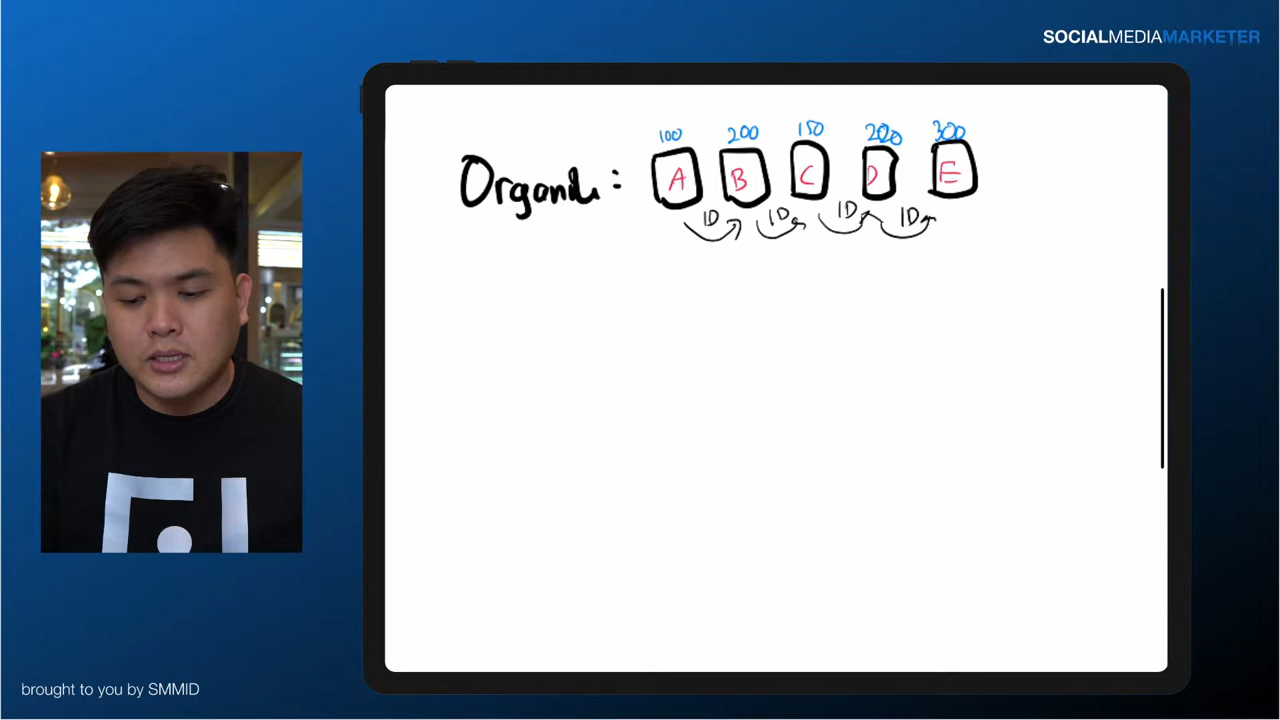 SOCIALMEDIAMARKETER
100 200 150 200 300
Organik : A B C D E
1D 1D 1D 1D
brought to you by SMMID